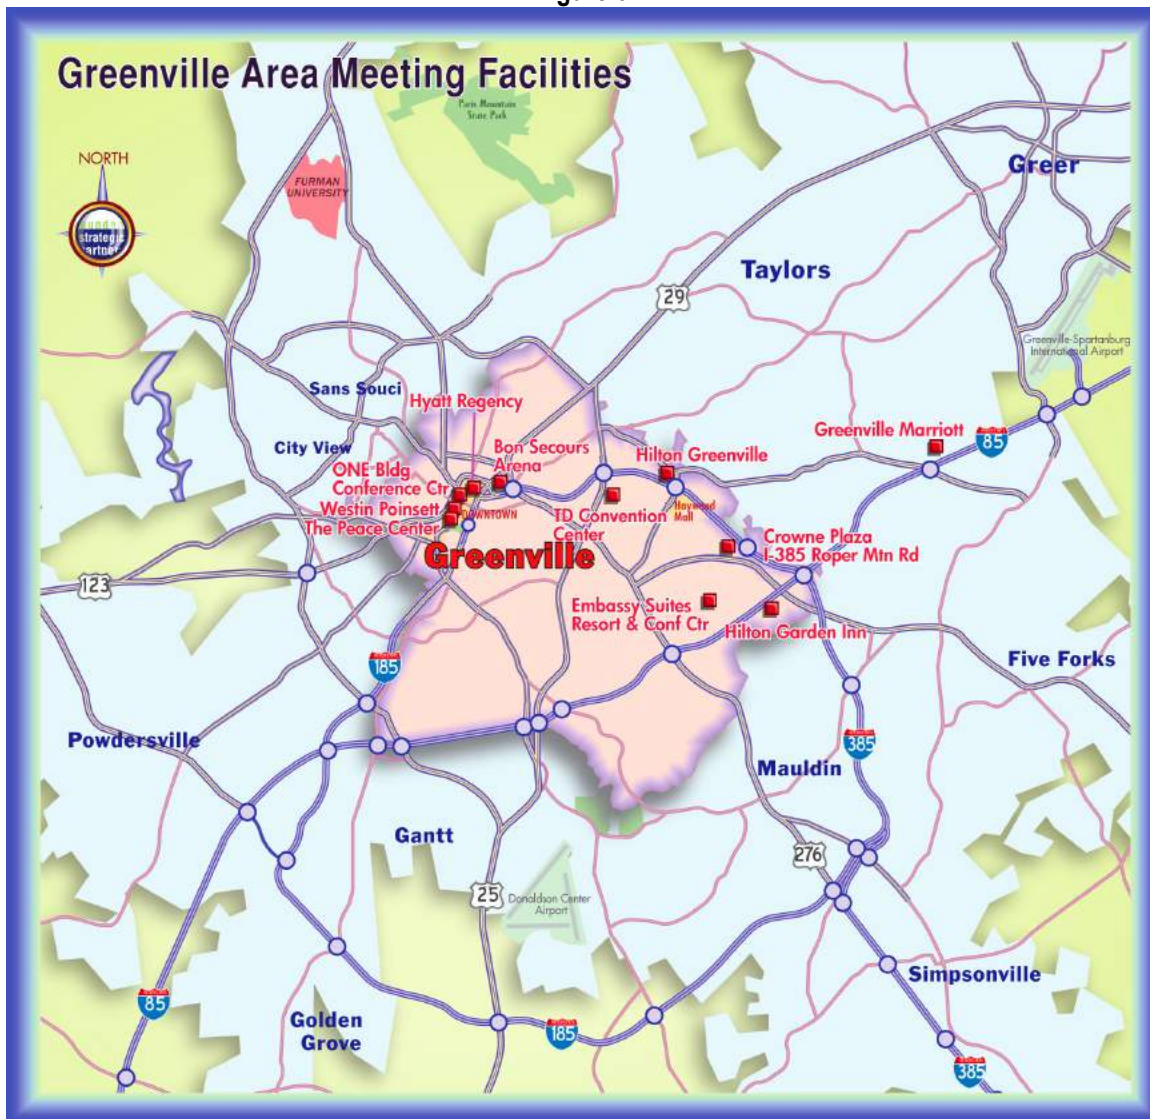 Greenville Area Meeting Facilities
Paris Mountain
State Park
NORTH
strategic
FURMAN
UNIVERSITY
Greer
Taylors
29
Greenville-Spartanburg
International Airport
Sans Souci
Hyatt Regency
City View
Bon Secours
Arena
Hilton Greenville
Greenville Marriott
85
ONE Bldg
Conference Ctr
Westin Poinsett
The Peace Center
DOWNTOWN
TD Convention
Center
Haywood
Mall
Crowne Plaza
I-385 Roper Mtn Rd
Greenville
123
Embassy Suites
Resort & Conf Ctr
Hilton Garden Inn
185
Five Forks
Powdersville
385
Mauldin
Gantt
276
25
Donaldson Center
Airport
Simpsonville
85
Golden
Grove
185
385